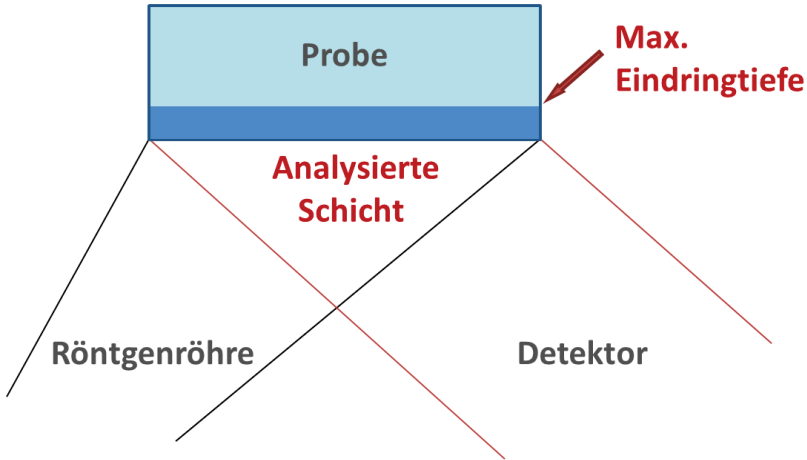 Probe
Max.
Eindringtiefe
Analysierte
Schicht
Röntgenröhre
Detektor